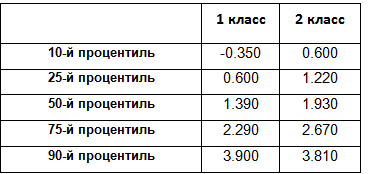 1 класс 2 класс
10-й процентиль -0.350 0.600
25-й процентиль 0.600 1.220
50-й процентиль 1.390 1.930
75-й процентиль 2.290 2.670
90-й процентиль 3.900 3.810